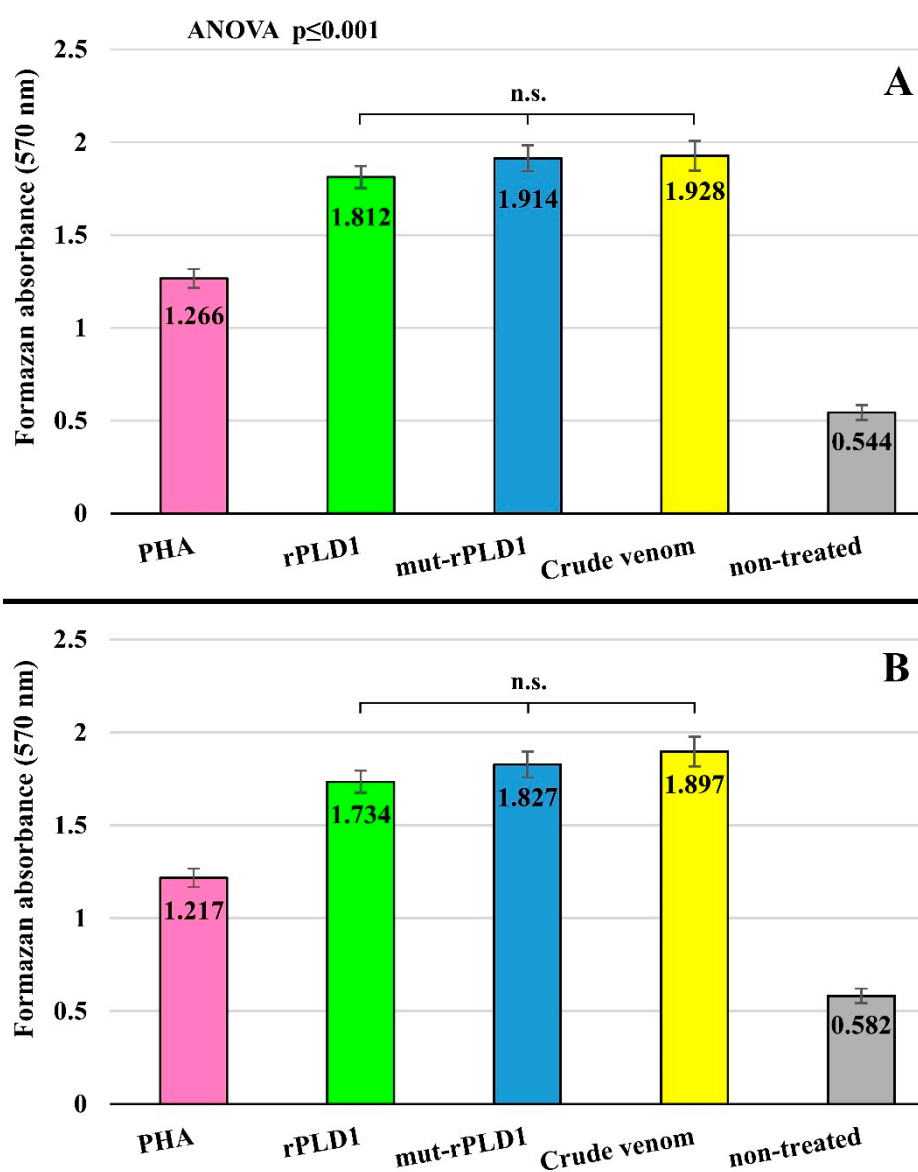 ANOVA p≤0.001
A
Formazan absorbance (570 nm)
2.5
2
1.5
1
0.5
0
n.s.
1.266
1.812
1.914
1.928
0.544
PHA
rPLD1
mut-rPLD1
Crude venom
non-treated
B
Formazan absorbance (570 nm)
2.5
2
1.5
1
0.5
0
n.s.
1.217
1.734
1.827
1.897
0.582
PHA
rPLD1
mut-rPLD1
Crude venom
non-treated